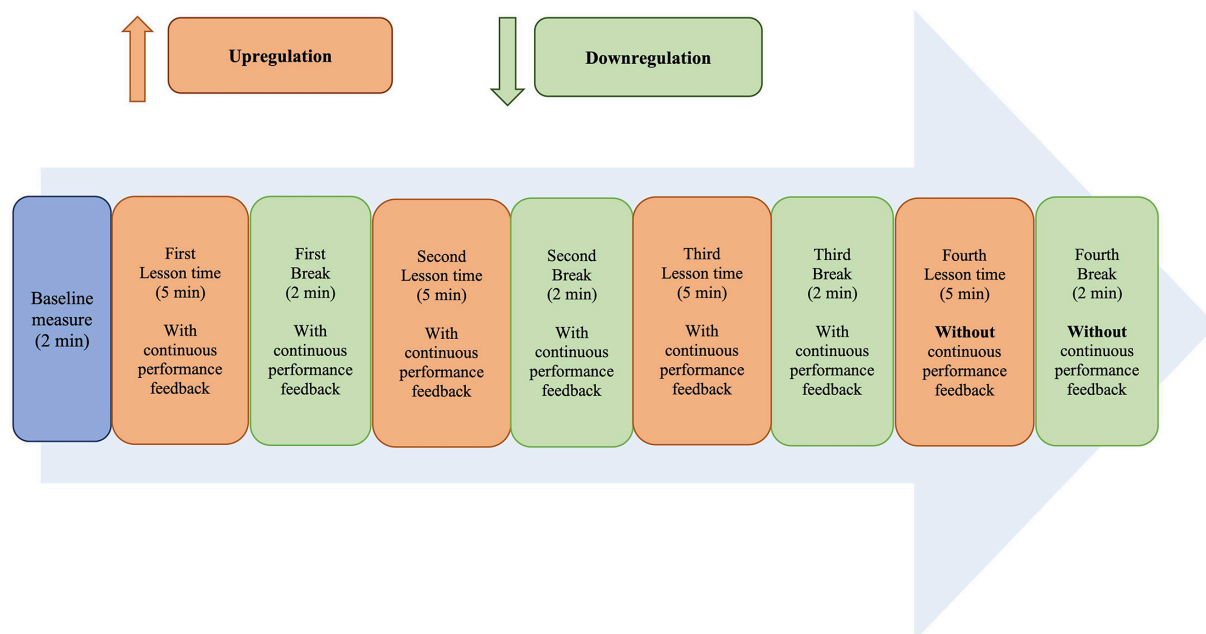 Upregulation
Downregulation
Baseline
measure
(2 min)
First
Lesson time
(5 min)
With
continuous
performance
feedback
First
Break
(2 min)
With
continuous
performance
feedback
Second
Lesson time
(5 min)
With
continuous
performance
feedback
Second
Break
(2 min)
With
continuous
performance
feedback
Third
Lesson time
(5 min)
With
continuous
performance
feedback
Third
Break
(2 min)
With
continuous
performance
feedback
Fourth
Lesson time
(5 min)
Without
continuous
performance
feedback
Fourth
Break
(2 min)
Without
continuous
performance
feedback